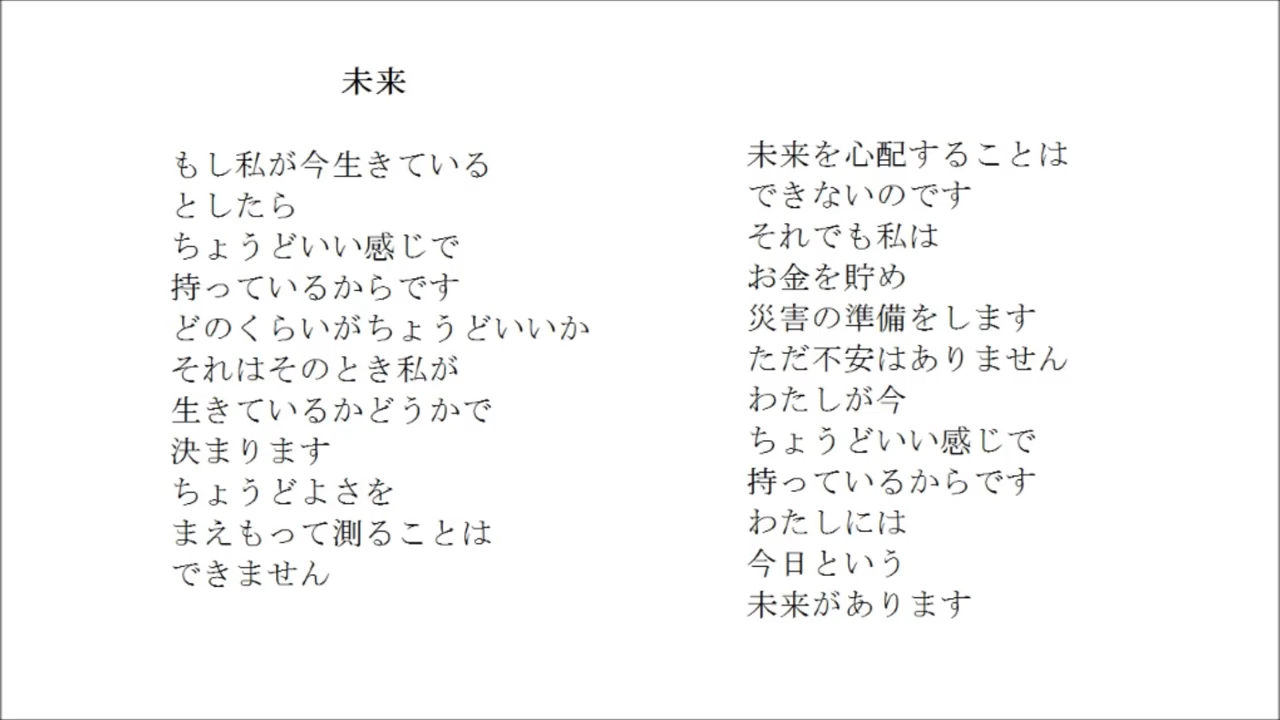 未来
もし私が今生きている
としたら
ちょうどいい感じで
持っているからです
どのくらいがちょうどいいか
それはそのとき私が
生きているかどうかで
決まります
ちょうどよさを
まえもって測ることは
できません
未来を心配することは
できないのです
それでも私は
お金を貯め
災害の準備をします
ただ不安はありません
わたしが今
ちょうどいい感じで
持っているからです
わたしには
今日という
未来があります